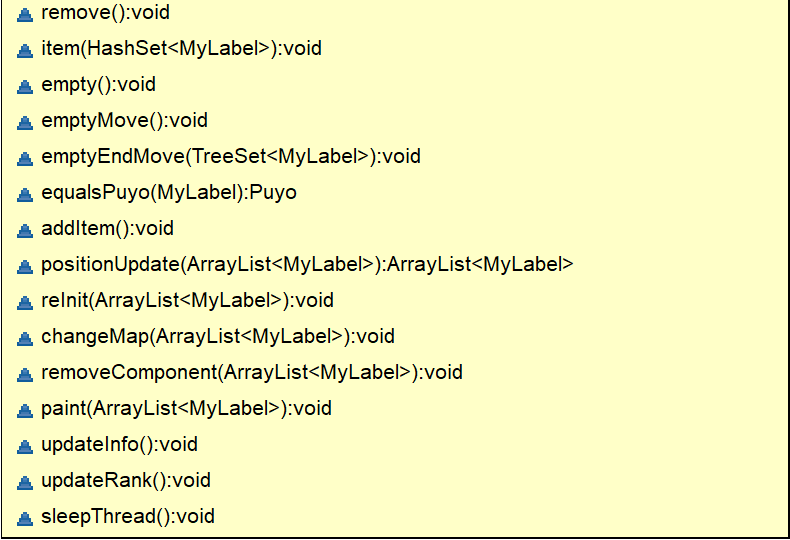 remove():void
item(HashSet<MyLabel>):void
empty():void
emptyMove():void
emptyEndMove(TreeSet<MyLabel>):void
equalsPuyo(MyLabel):Puyo
addItem():void
positionUpdate(ArrayList<MyLabel>):ArrayList<MyLabel>
reInit(ArrayList<MyLabel>):void
changeMap(ArrayList<MyLabel>):void
removeComponent(ArrayList<MyLabel>):void
paint(ArrayList<MyLabel>):void
updateInfo():void
updateRank():void
sleepThread():void